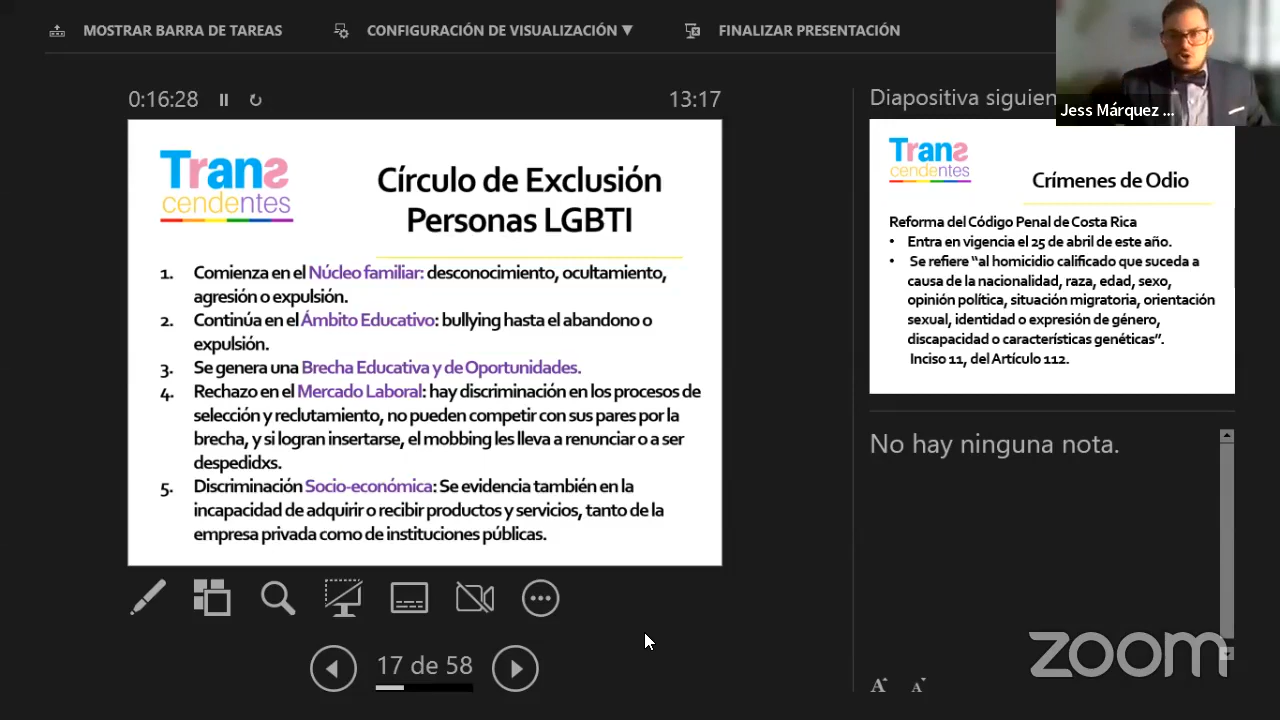 MOSTRAR BARRA DE TAREAS
CONFIGURACIÓN DE VISUALIZACIÓN ▼
FINALIZAR PRESENTACIÓN
0:16:28
13:17
Trans
cendentes
Círculo de Exclusión
Personas LGBTI
1. Comienza en el Núcleo familiar: desconocimiento, ocultamiento,
agresión o expulsión.
2. Continúa en el Ámbito Educativo: bullying hasta el abandono o
expulsión.
3. Se genera una Brecha Educativa y de Oportunidades.
4. Rechazo en el Mercado Laboral: hay discriminación en los procesos de
selección y reclutamiento, no pueden competir con sus pares por la
brecha, y si logran insertarse, el mobbing les lleva a renunciar o a ser
despedidxs.
5. Discriminación Socio-económica: Se evidencia también en la
incapacidad de adquirir o recibir productos y servicios, tanto de la
empresa privada como de instituciones públicas.
17 de 58
Diapositiva siguien
Jess Márquez ...
Trans
cendentes
Crímenes de Odio
Reforma del Código Penal de Costa Rica
• Entra en vigencia el 25 de abril de este año.
• Se refiere “al homicidio calificado que suceda a
causa de la nacionalidad, raza, edad, sexo,
opinión política, situación migratoria, orientación
sexual, identidad o expresión de género,
discapacidad o características genéticas”.
Inciso 11, del Artículo 112.
No hay ninguna nota.
A A
zoom